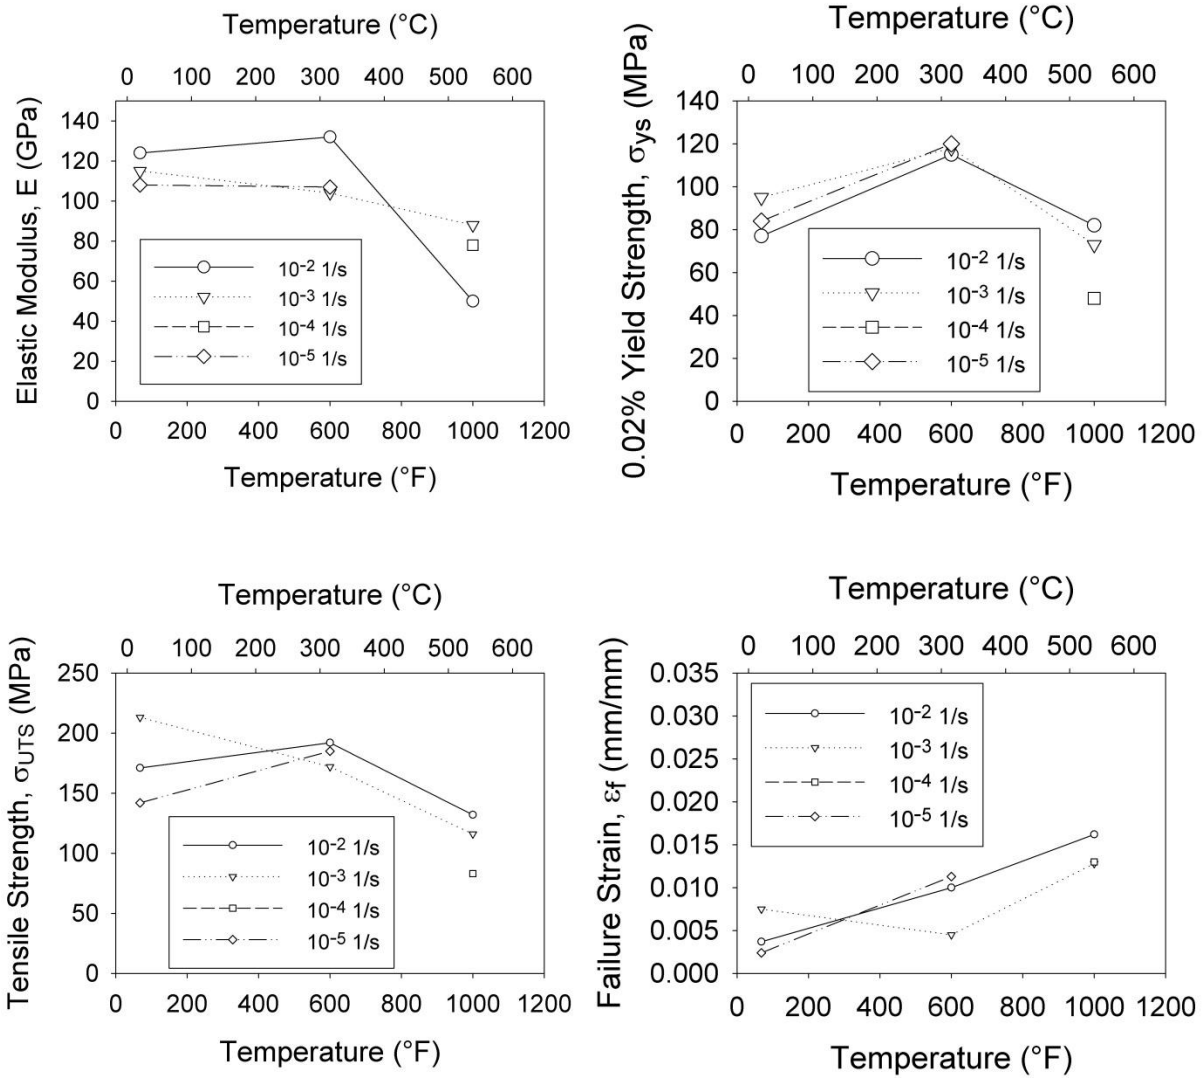 Temperature (°C)
0 100 200 300 400 500 600
Elastic Modulus, E (GPa)
140
120
100
80
60
40
20
0
10-2 1/s
10-3 1/s
10-4 1/s
10-5 1/s
0 200 400 600 800 1000 1200
Temperature (°F)
Temperature (°C)
0 100 200 300 400 500 600
0.02% Yield Strength, σys (MPa)
140
120
100
80
60
40
20
0
10-2 1/s
10-3 1/s
10-4 1/s
10-5 1/s
0 200 400 600 800 1000 1200
Temperature (°F)
Temperature (°C)
0 100 200 300 400 500 600
Tensile Strength, σUTS (MPa)
250
200
150
100
50
0
10-2 1/s
10-3 1/s
10-4 1/s
10-5 1/s
0 200 400 600 800 1000 1200
Temperature (°F)
Temperature (°C)
0 100 200 300 400 500 600
Failure Strain, εf (mm/mm)
0.035
0.030
0.025
0.020
0.015
0.010
0.005
0.000
10-2 1/s
10-3 1/s
10-4 1/s
10-5 1/s
0 200 400 600 800 1000 1200
Temperature (°F)